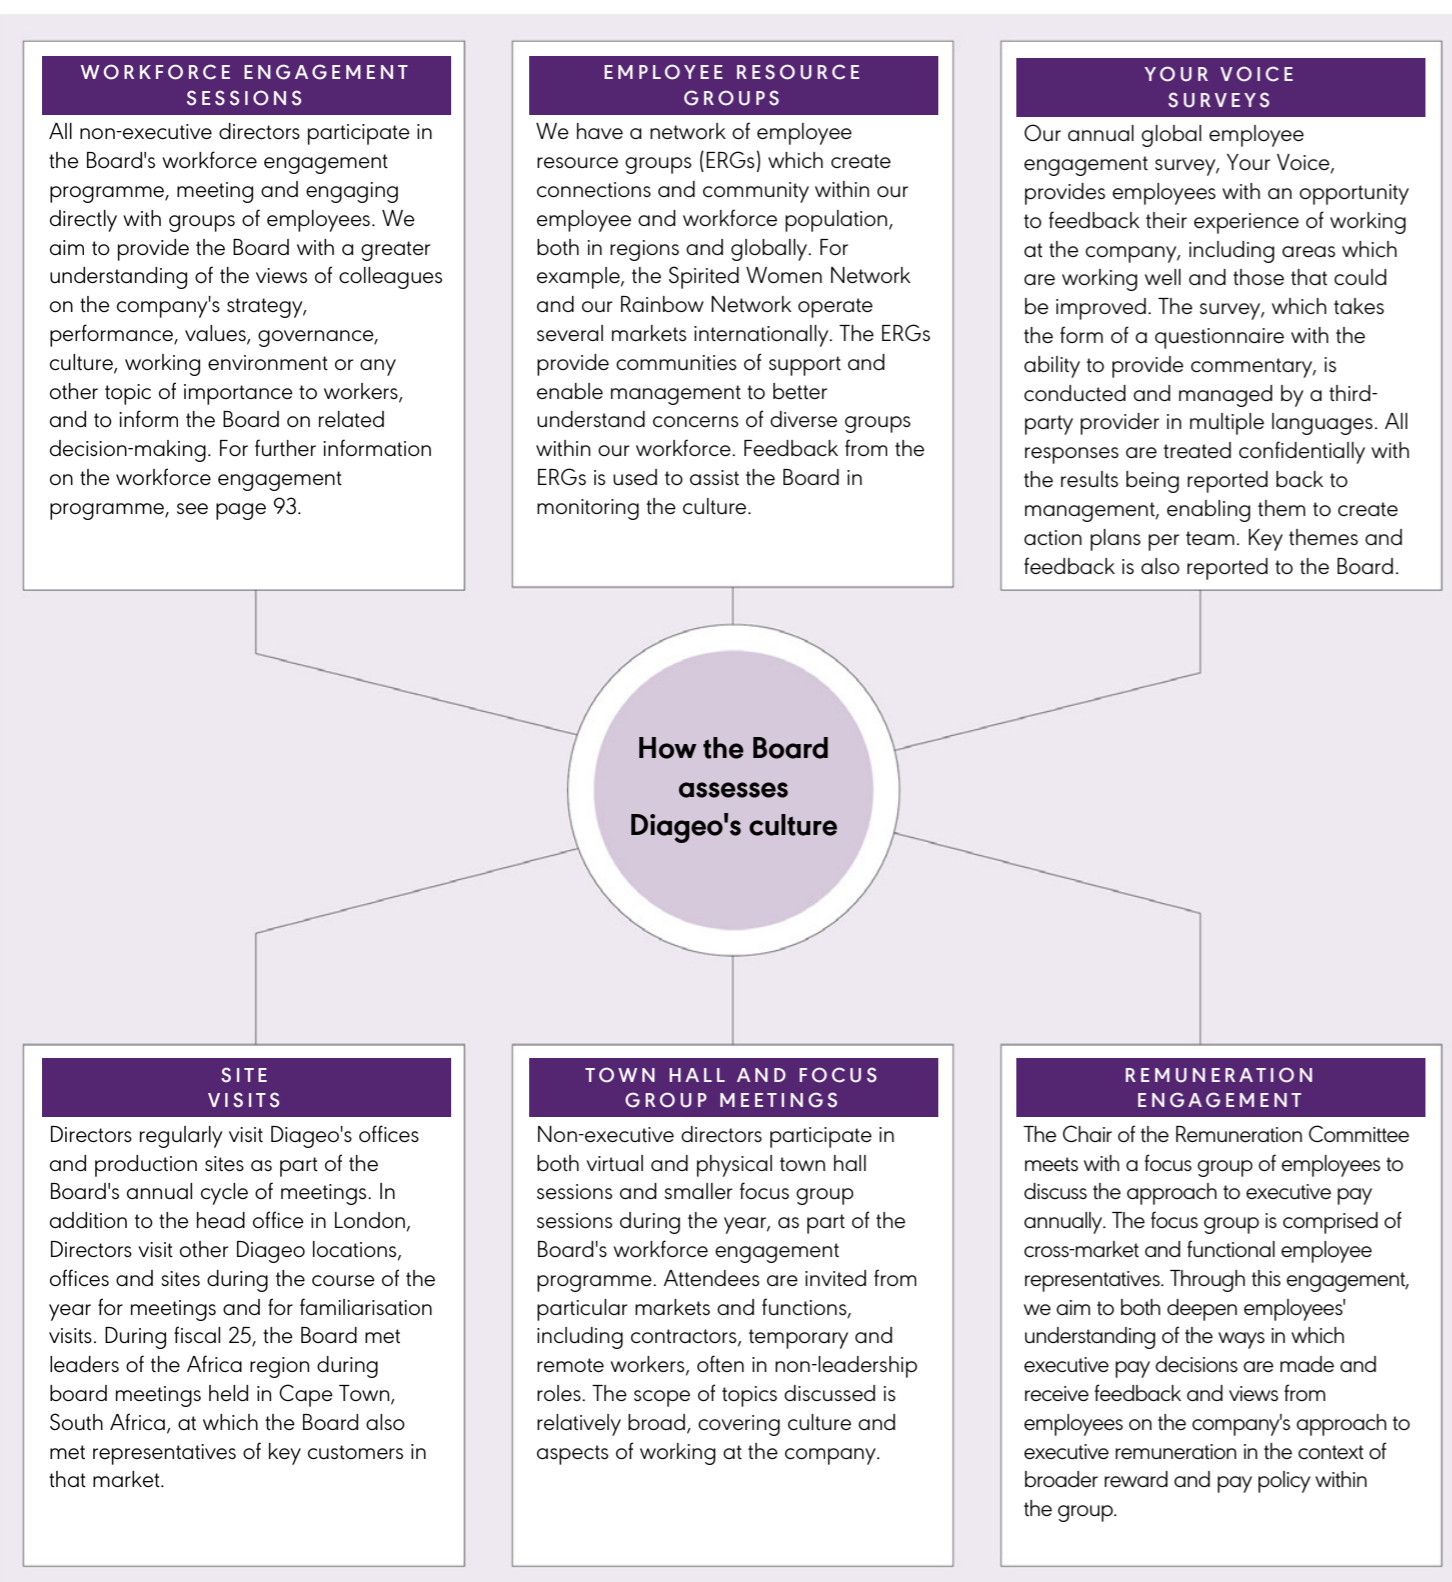 WORKFORCE ENGAGEMENT
SESSIONS
All non-executive directors participate in
the Board's workforce engagement
programme, meeting and engaging
directly with groups of employees. We
aim to provide the Board with a greater
understanding of the views of colleagues
on the company's strategy,
performance, values, governance,
culture, working environment or any
other topic of importance to workers,
and to inform the Board on related
decision-making. For further information
on the workforce engagement
programme, see page 93.
EMPLOYEE RESOURCE
GROUPS
We have a network of employee
resource groups (ERGs) which create
connections and community within our
employee and workforce population,
both in regions and globally. For
example, the Spirited Women Network
and our Rainbow Network operate
several markets internationally. The ERGs
provide communities of support and
enable management to better
understand concerns of diverse groups
within our workforce. Feedback from the
ERGs is used to assist the Board in
monitoring the culture.
YOUR VOICE
SURVEYS
Our annual global employee
engagement survey, Your Voice,
provides employees with an opportunity
to feedback their experience of working
at the company, including areas which
are working well and those that could
be improved. The survey, which takes
the form of a questionnaire with the
ability to provide commentary, is
conducted and managed by a third-
party provider in multiple languages. All
responses are treated confidentially with
the results being reported back to
management, enabling them to create
action plans per team. Key themes and
feedback is also reported to the Board.
How the Board
assesses
Diageo's culture
SITE
VISITS
Directors regularly visit Diageo's offices
and production sites as part of the
Board's annual cycle of meetings. In
addition to the head office in London,
Directors visit other Diageo locations,
offices and sites during the course of the
year for meetings and for familiarisation
visits. During fiscal 25, the Board met
leaders of the Africa region during
board meetings held in Cape Town,
South Africa, at which the Board also
met representatives of key customers in
that market.
TOWN HALL AND FOCUS
GROUP MEETINGS
Non-executive directors participate in
both virtual and physical town hall
sessions and smaller focus group
sessions during the year, as part of the
Board's workforce engagement
programme. Attendees are invited from
particular markets and functions,
including contractors, temporary and
remote workers, often in non-leadership
roles. The scope of topics discussed is
relatively broad, covering culture and
aspects of working at the company.
REMUNERATION
ENGAGEMENT
The Chair of the Remuneration Committee
meets with a focus group of employees to
discuss the approach to executive pay
annually. The focus group is comprised of
cross-market and functional employee
representatives. Through this engagement,
we aim to both deepen employees'
understanding of the ways in which
executive pay decisions are made and
receive feedback and views from
employees on the company's approach to
executive remuneration in the context of
broader reward and pay policy within
the group.